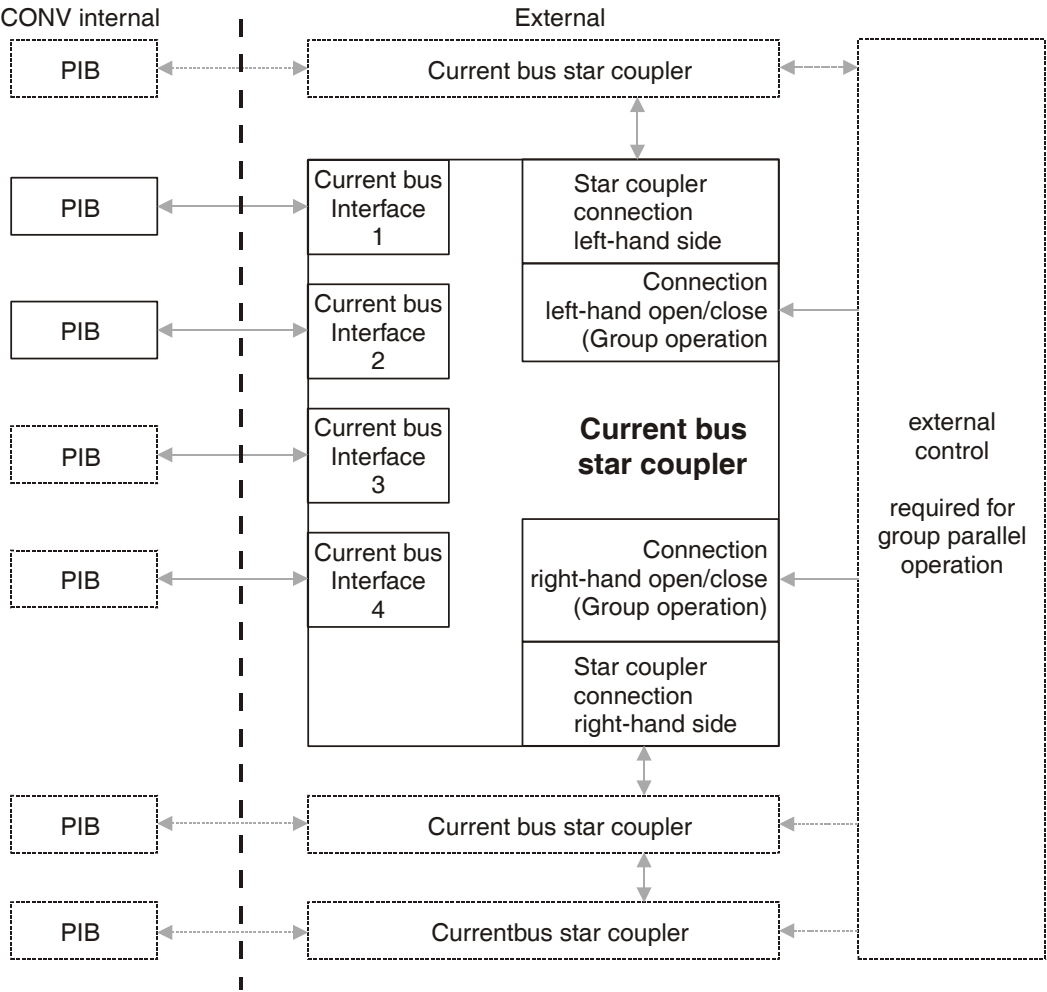 CONV internal
External
PIB
Current bus star coupler
PIB
Current bus
Interface
1
Star coupler
connection
left-hand side
Connection
left-hand open/close
(Group operation
PIB
Current bus
Interface
2
PIB
Current bus
Interface
3
Current bus
star coupler
external
control
required for
group parallel
operation
PIB
Current bus
Interface
4
Connection
right-hand open/close
(Group operation)
Star coupler
connection
right-hand side
PIB
Current bus star coupler
PIB
Currentbus star coupler